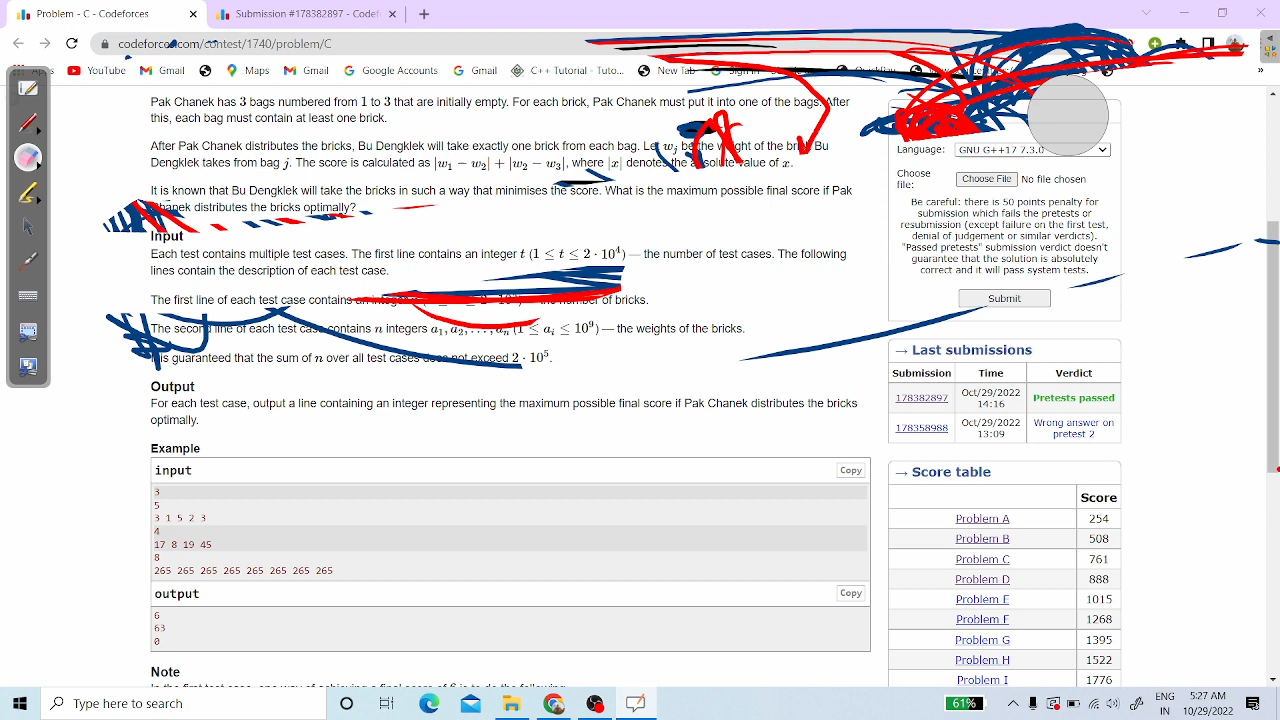 Problem - C - Codeforces
Submission #178382897 - Codef
YouTube
Gmail
Gmail
C++ Tutorial - Tuto...
New Tab
Pak Chanek has 3 bags numbered from 1 to 3 that are initially empty. For each brick, Pak Chanek must put it into one of the bags. After
this, each bag must contain at least one brick.
After Pak Chanek distributes the bricks, Bu Dengklek will take exactly one brick from each bag. Let be the weight of the brick Bu
Dengklek takes from bag j. The score is calculated as |w1 − w2| + |w2 − w3|, where |x| denotes the absolute value of x.
It is known that Bu Dengklek will take the bricks in such a way that minimises the score. What is the maximum possible final score if Pak
Chanek distributes the bricks optimally?
Input
Each test contains multiple test cases. The first line contains an integer t (1 ≤ t ≤ 2 · 10^4) — the number of test cases. The following
lines contain the description of each test case.
The first line of each test case contains an integer number of bricks.
The second line of each test case contains n integers a1, a2, …, an (1 ≤ ai ≤ 10^9) — the weights of the bricks.
It is guaranteed that the sum of n over all test cases does not exceed 2 · 10^5.
Output
For each test case, output a line containing an integer representing the maximum possible final score if Pak Chanek distributes the bricks
optimally.
Example
input
Copy
3
5
3 1 5 2 3
4
17 8 19 45
8
265 265 265 265 265 265 265 265
output
Copy
6
63
0
Note
Language: GNU G++17 7.3.0
Choose
file: Choose File No file chosen
Be careful: there is 50 points penalty for
submission which fails the pretests or
resubmission (except failure on the first test,
denial of judgement or similar verdicts).
"Passed pretests" submission verdict doesn't
guarantee that the solution is absolutely
correct and it will pass system tests.
Submit
→ Last submissions
Submission Time Verdict
178382897 Oct/29/2022 14:16 Pretests passed
178358988 Oct/29/2022 13:09 Wrong answer on pretest 2
→ Score table
Score
Problem A 254
Problem B 508
Problem C 761
Problem D 888
Problem E 1015
Problem F 1268
Problem G 1395
Problem H 1522
Problem I 1776
Type here to search
61%
ENG
IN
5:27 AM
10/29/2022